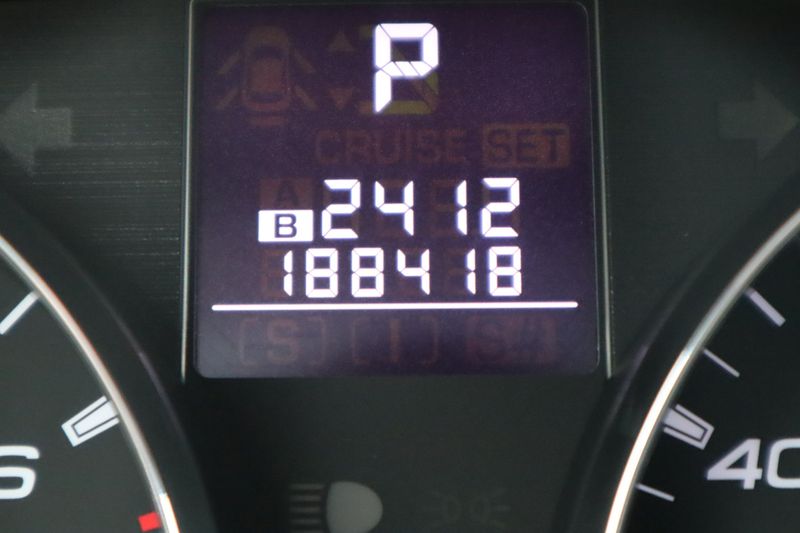 P
CRUISE SET
A
B 2412
188418
[S] [I] [S#]
S
40